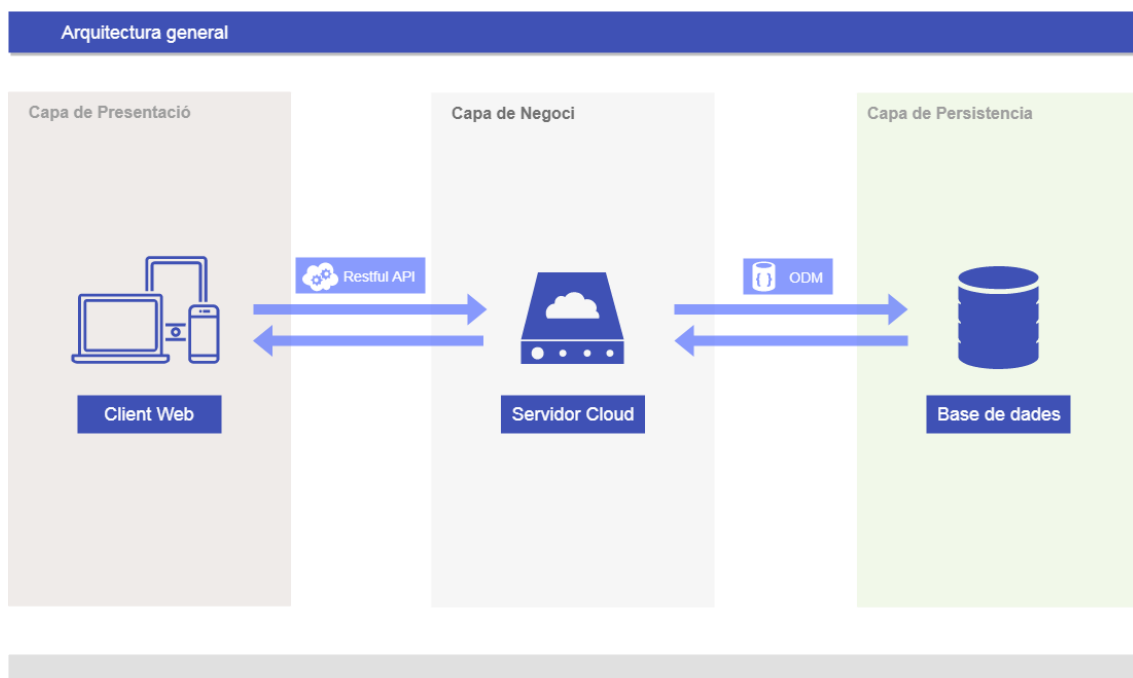 Arquitectura general
Capa de Presentació
Capa de Negoci
Capa de Persistencia
Restful API
{ } ODM
Client Web
Servidor Cloud
Base de dades